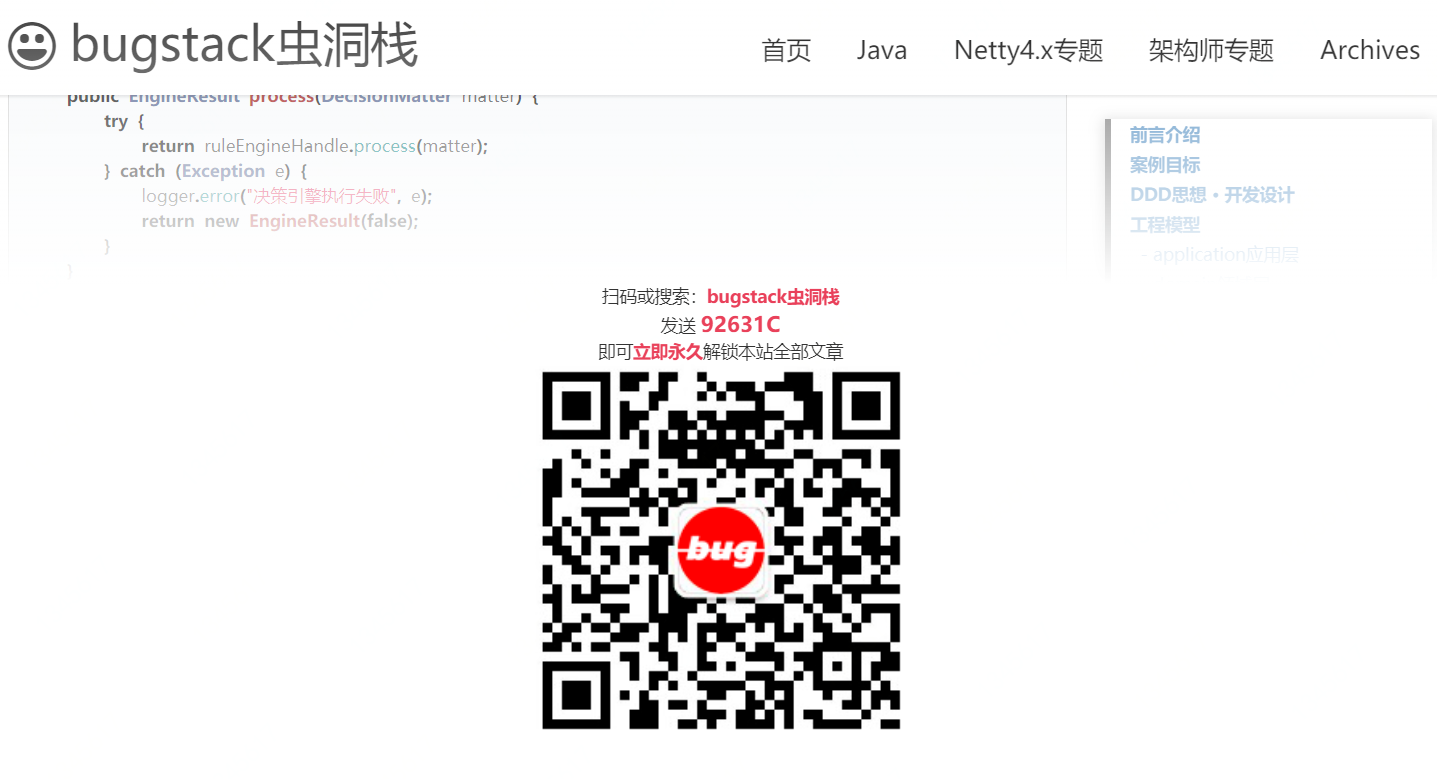 bugstack虫洞栈
首页 Java Netty4.x专题 架构师专题 Archives
public EngineResult process(DecisionMatter matter) {
try {
return ruleEngineHandle.process(matter);
} catch (Exception e) {
logger.error("决策引擎执行失败", e);
return new EngineResult(false);
}
}
前言介绍
案例目标
DDD思想·开发设计
工程模型
- application应用层
扫码或搜索：bugstack虫洞栈
发送 92631C
即可立即永久解锁本站全部文章
bug